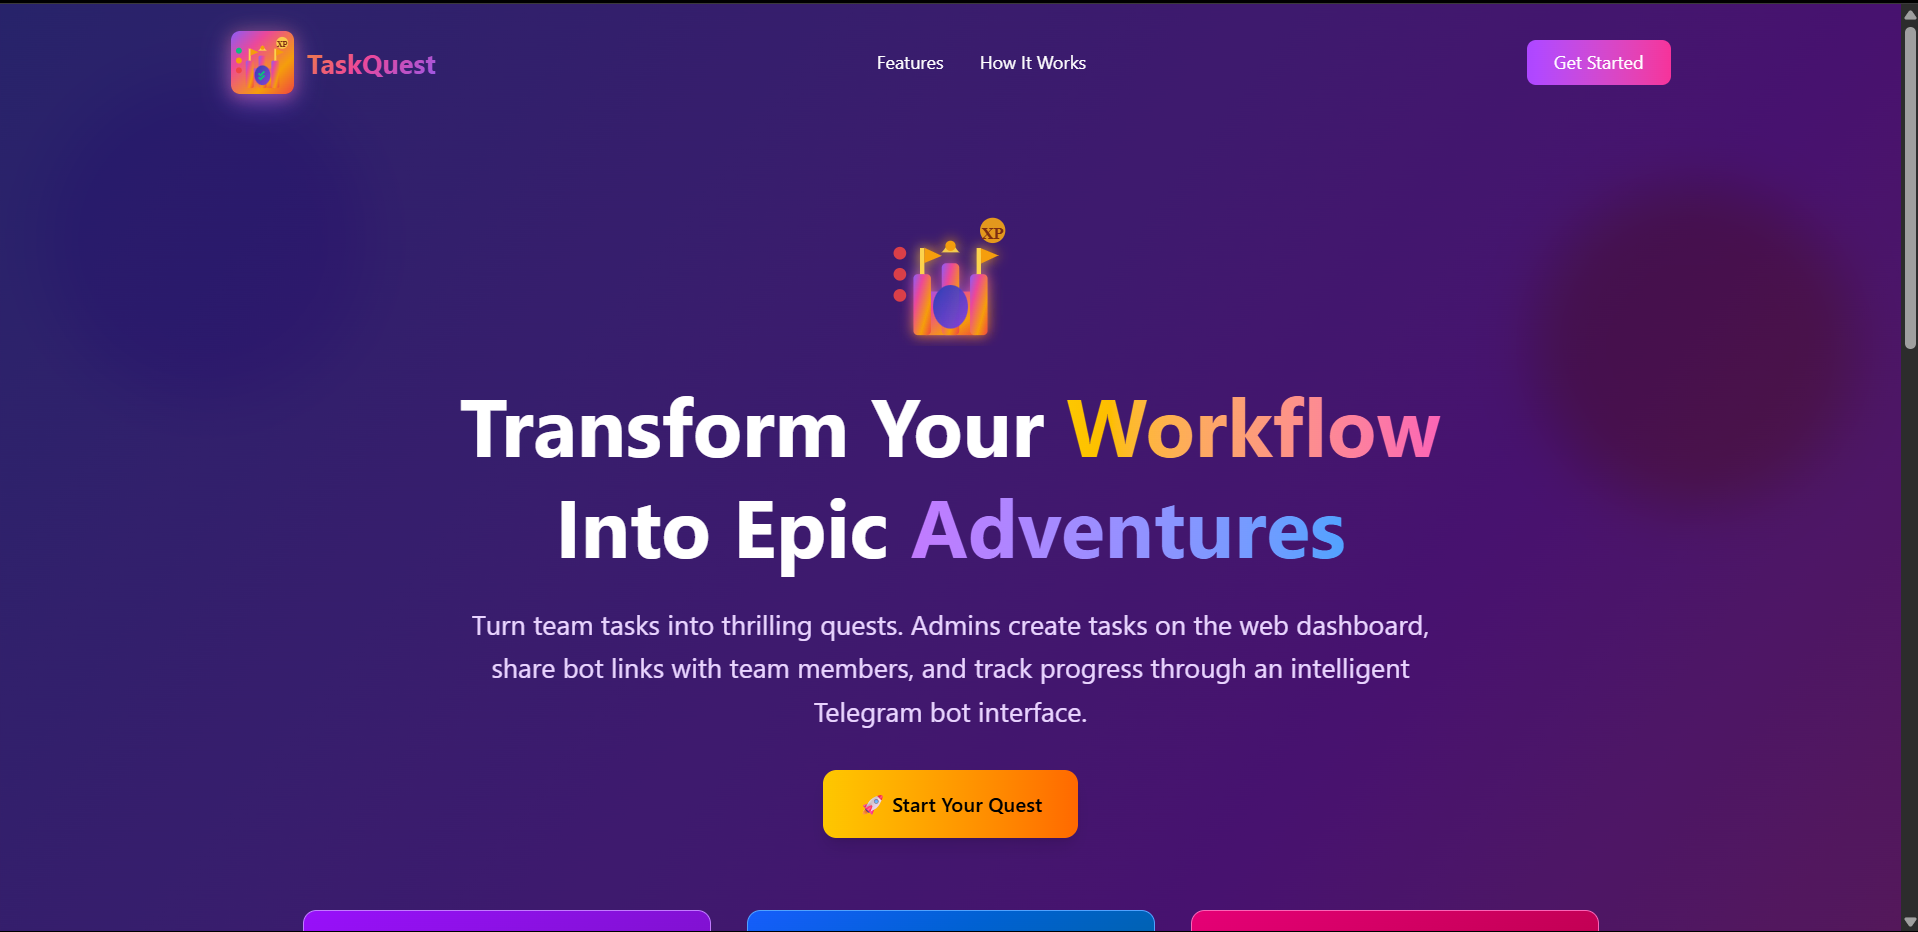 XP
TaskQuest
Features
How It Works
Get Started
XP
Transform Your Workflow
Into Epic Adventures
Turn team tasks into thrilling quests. Admins create tasks on the web dashboard,
share bot links with team members, and track progress through an intelligent
Telegram bot interface.
🚀 Start Your Quest